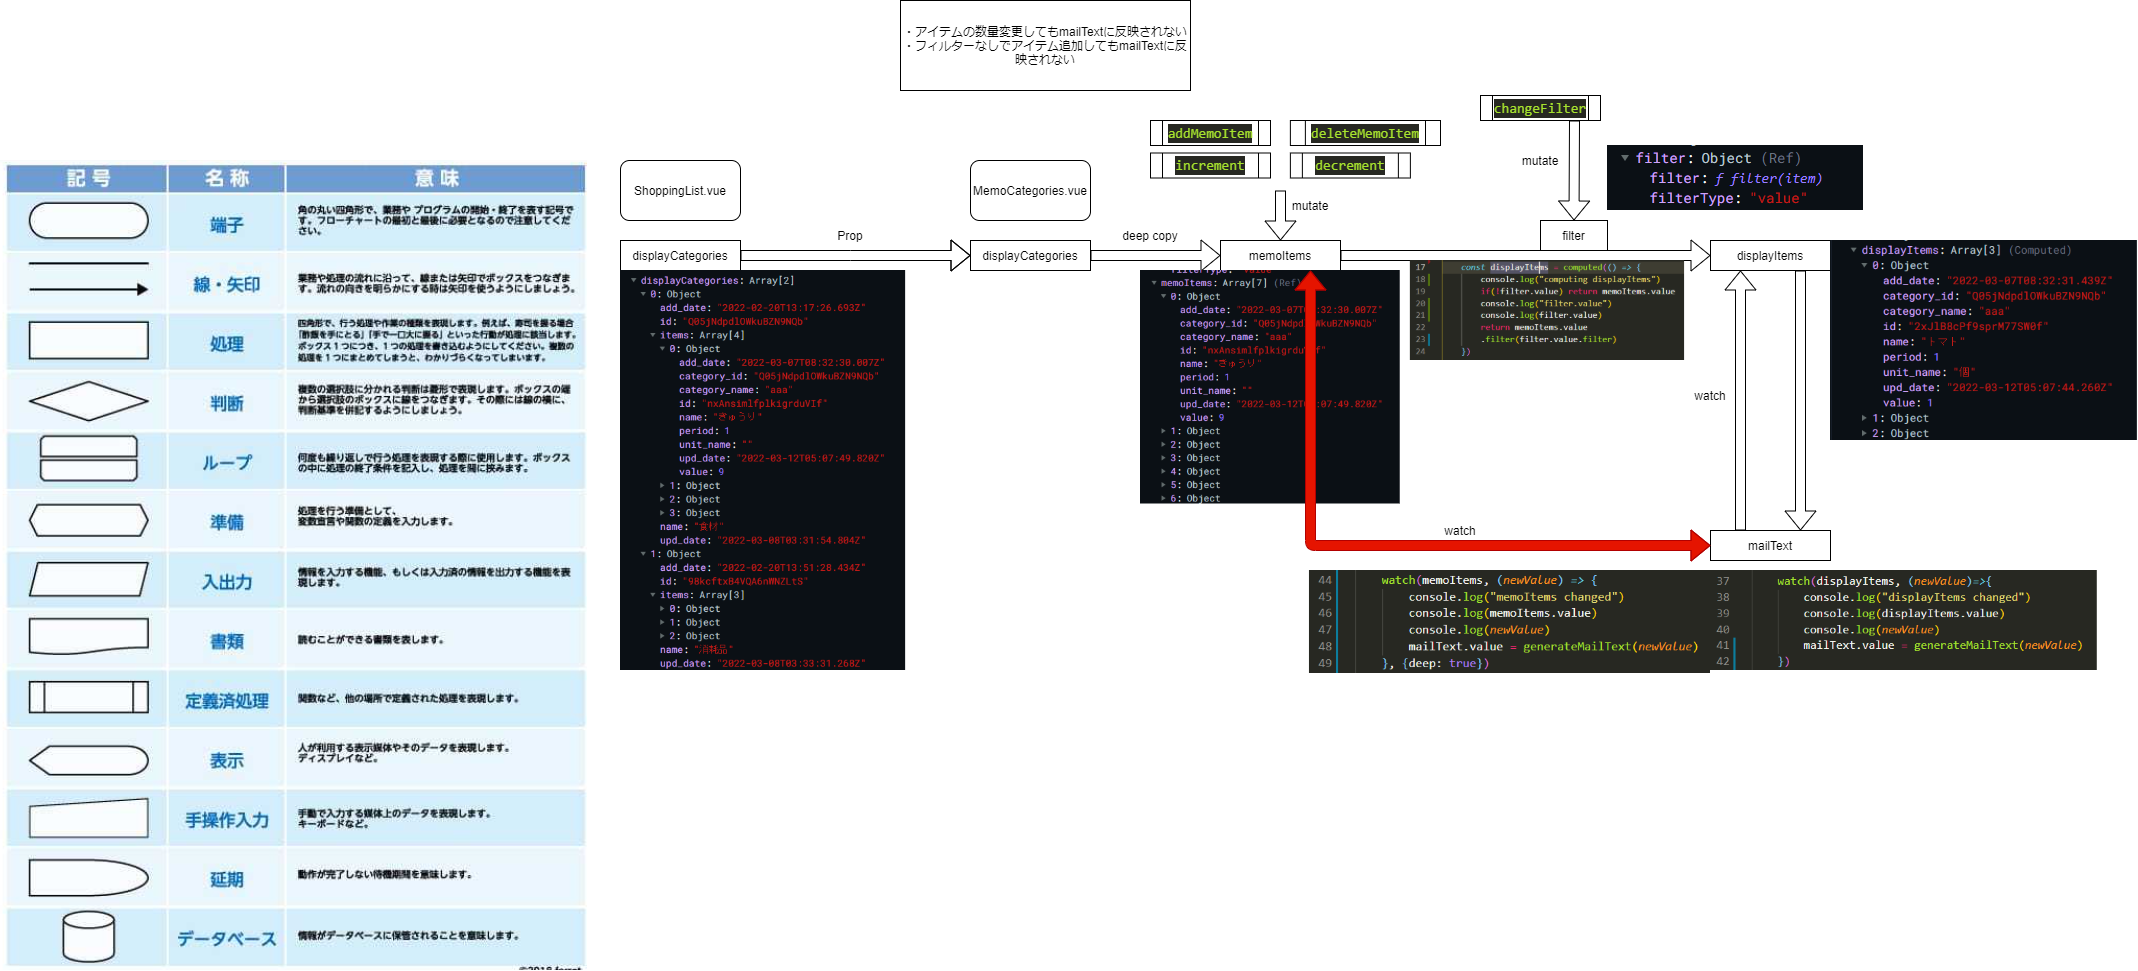 ・アイテムの数量変更してもmailTextに反映されない
・フィルターなしでアイテム追加してもmailTextに反
映されない
記号 名称 意味
端子
角の丸い四角形で、業務や プログラムの開始・終了を表す記号で
す。フローチャートの最初と最後に必要となるので注意してくだ
さい。
線・矢印
業務や処理の流れに沿って、線または矢印でボックスをつなぎま
す。流れの向きを明らかにする時は矢印を使うようにしましょう。
処理
四角形で、行う処理や作業の種類を表現します。例えば、寿司を握る場合
「酢飯を手にとる」「手で一口大に握る」といった行動が処理に該当します。
ボックス1つにつき、1つの処理を書き込むようにしてください。複数の
処理を1つにまとめてしまうと、わかりづらくなってしまいます。
判断
複数の選択肢に分かれる判断は菱形で表現します。ボックスの端
から選択肢のボックスに線をつなぎます。その際には線の横に、
判断基準を併記するようにしましょう。
ループ
何度も繰り返しで行う処理を表現する際に使用します。ボックス
の中に処理の終了条件を記入し、処理を間に挟みます。
準備
処理を行う準備として、
変数宣言や関数の定義を入力します。
入出力
情報を入力する機能、もしくは入力済の情報を出力する機能を表
現します。
書類
読むことができる書類を表します。
定義済処理
関数など、他の場所で定義された処理を表現します。
表示
人が利用する表示媒体やそのデータを表現します。
ディスプレイなど。
手操作入力
手動で入力する媒体上のデータを表現します。
キーボードなど。
延期
動作が完了しない待機期間を意味します。
データベース
情報がデータベースに保管されることを意味します。
ShoppingList.vue
displayCategories
Prop
MemoCategories.vue
displayCategories
deep copy
addMemoItem
deleteMemoItem
increment
decrement
mutate
memoItems
changeFilter
mutate
filter
filter: Object (Ref)
filter: ƒ filter(item)
filterType: "value"
displayItems
displayCategories: Array[2]
0: Object
add_date: "2022-02-20T13:17:26.693Z"
id: "Q05jNdpdlOWkuBZN9NQb"
items: Array[4]
0: Object
add_date: "2022-03-07T08:32:30.007Z"
category_id: "Q05jNdpdlOWkuBZN9NQb"
category_name: "aaa"
id: "nxAnsimlfplkigrduVIf"
name: "きゅうり"
period: 1
unit_name: ""
upd_date: "2022-03-12T05:07:49.820Z"
value: 9
1: Object
2: Object
3: Object
name: "食材"
upd_date: "2022-03-08T03:31:54.804Z"
1: Object
add_date: "2022-02-20T13:51:28.434Z"
id: "98kcftxB4VQA6nWNZLtS"
items: Array[3]
0: Object
1: Object
2: Object
name: "消耗品"
upd_date: "2022-03-08T03:33:31.268Z"
memoItems: Array[7] (Ref)
0: Object
add_date:
category_id:
category_name: "aaa"
id:
name: "きゅうり"
period: 1
unit_name: ""
upd_date:
value: 9
1: Object
2: Object
3: Object
4: Object
5: Object
6: Object
17 const displayItems = computed(() => {
18 console.log("computing displayItems")
19 if(!filter.value) return memoItems.value
20 console.log("filter.value")
21 console.log(filter.value)
22 return memoItems.value
23 .filter(filter.value.filter)
24 })
displayItems: Array[3] (Computed)
0: Object
add_date: "2022-03-07T08:32:31.439Z"
category_id: "Q05jNdpdlOWkuBZN9NQb"
category_name: "aaa"
id: "2xJlB8cPf9sprM77SW0f"
name: "トマト"
period: 1
unit_name: "個"
upd_date: "2022-03-12T05:07:44.260Z"
value: 1
1: Object
2: Object
watch
watch
mailText
44 watch(memoItems, (newValue) => {
45 console.log("memoItems changed")
46 console.log(memoItems.value)
47 console.log(newValue)
48 mailText.value = generateMailText(newValue)
49 }, {deep: true})
37 watch(displayItems, (newValue)=>{
38 console.log("displayItems changed")
39 console.log(displayItems.value)
40 console.log(newValue)
41 mailText.value = generateMailText(newValue)
42 })